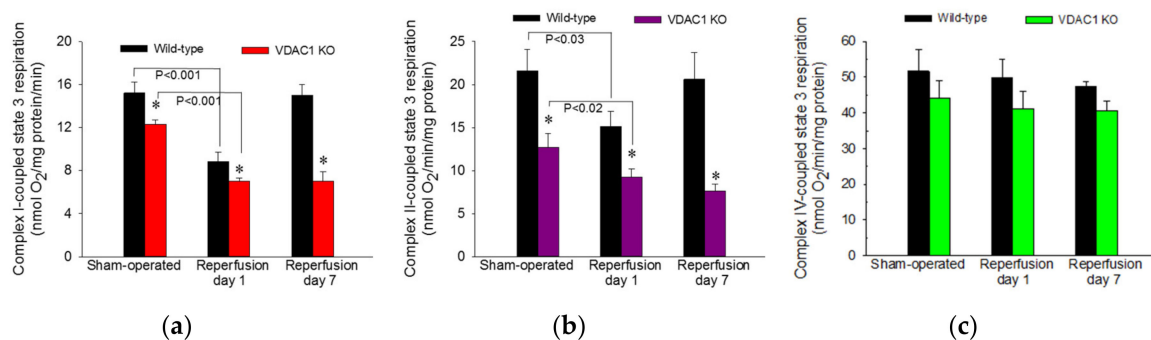 Complex I-coupled state 3 respiration
(nmol O2/mg protein/min)
20
16
12
8
4
0
Wild-type
VDAC1 KO
P<0.001
P<0.001
*
*
*
Sham-operated
Reperfusion
day 1
Reperfusion
day 7
(a)
Complex II-coupled state 3 respiration
(nmol O2/min/mg protein)
25
20
15
10
5
0
Wild-type
VDAC1 KO
P<0.03
P<0.02
*
*
*
Sham-operated
Reperfusion
day 1
Reperfusion
day 7
(b)
Complex IV-coupled state 3 respiration
(nmol O2/min/mg protein)
60
50
40
30
20
10
0
Wild-type
VDAC1 KO
Sham-operated
Reperfusion
day 1
Reperfusion
day 7
(c)